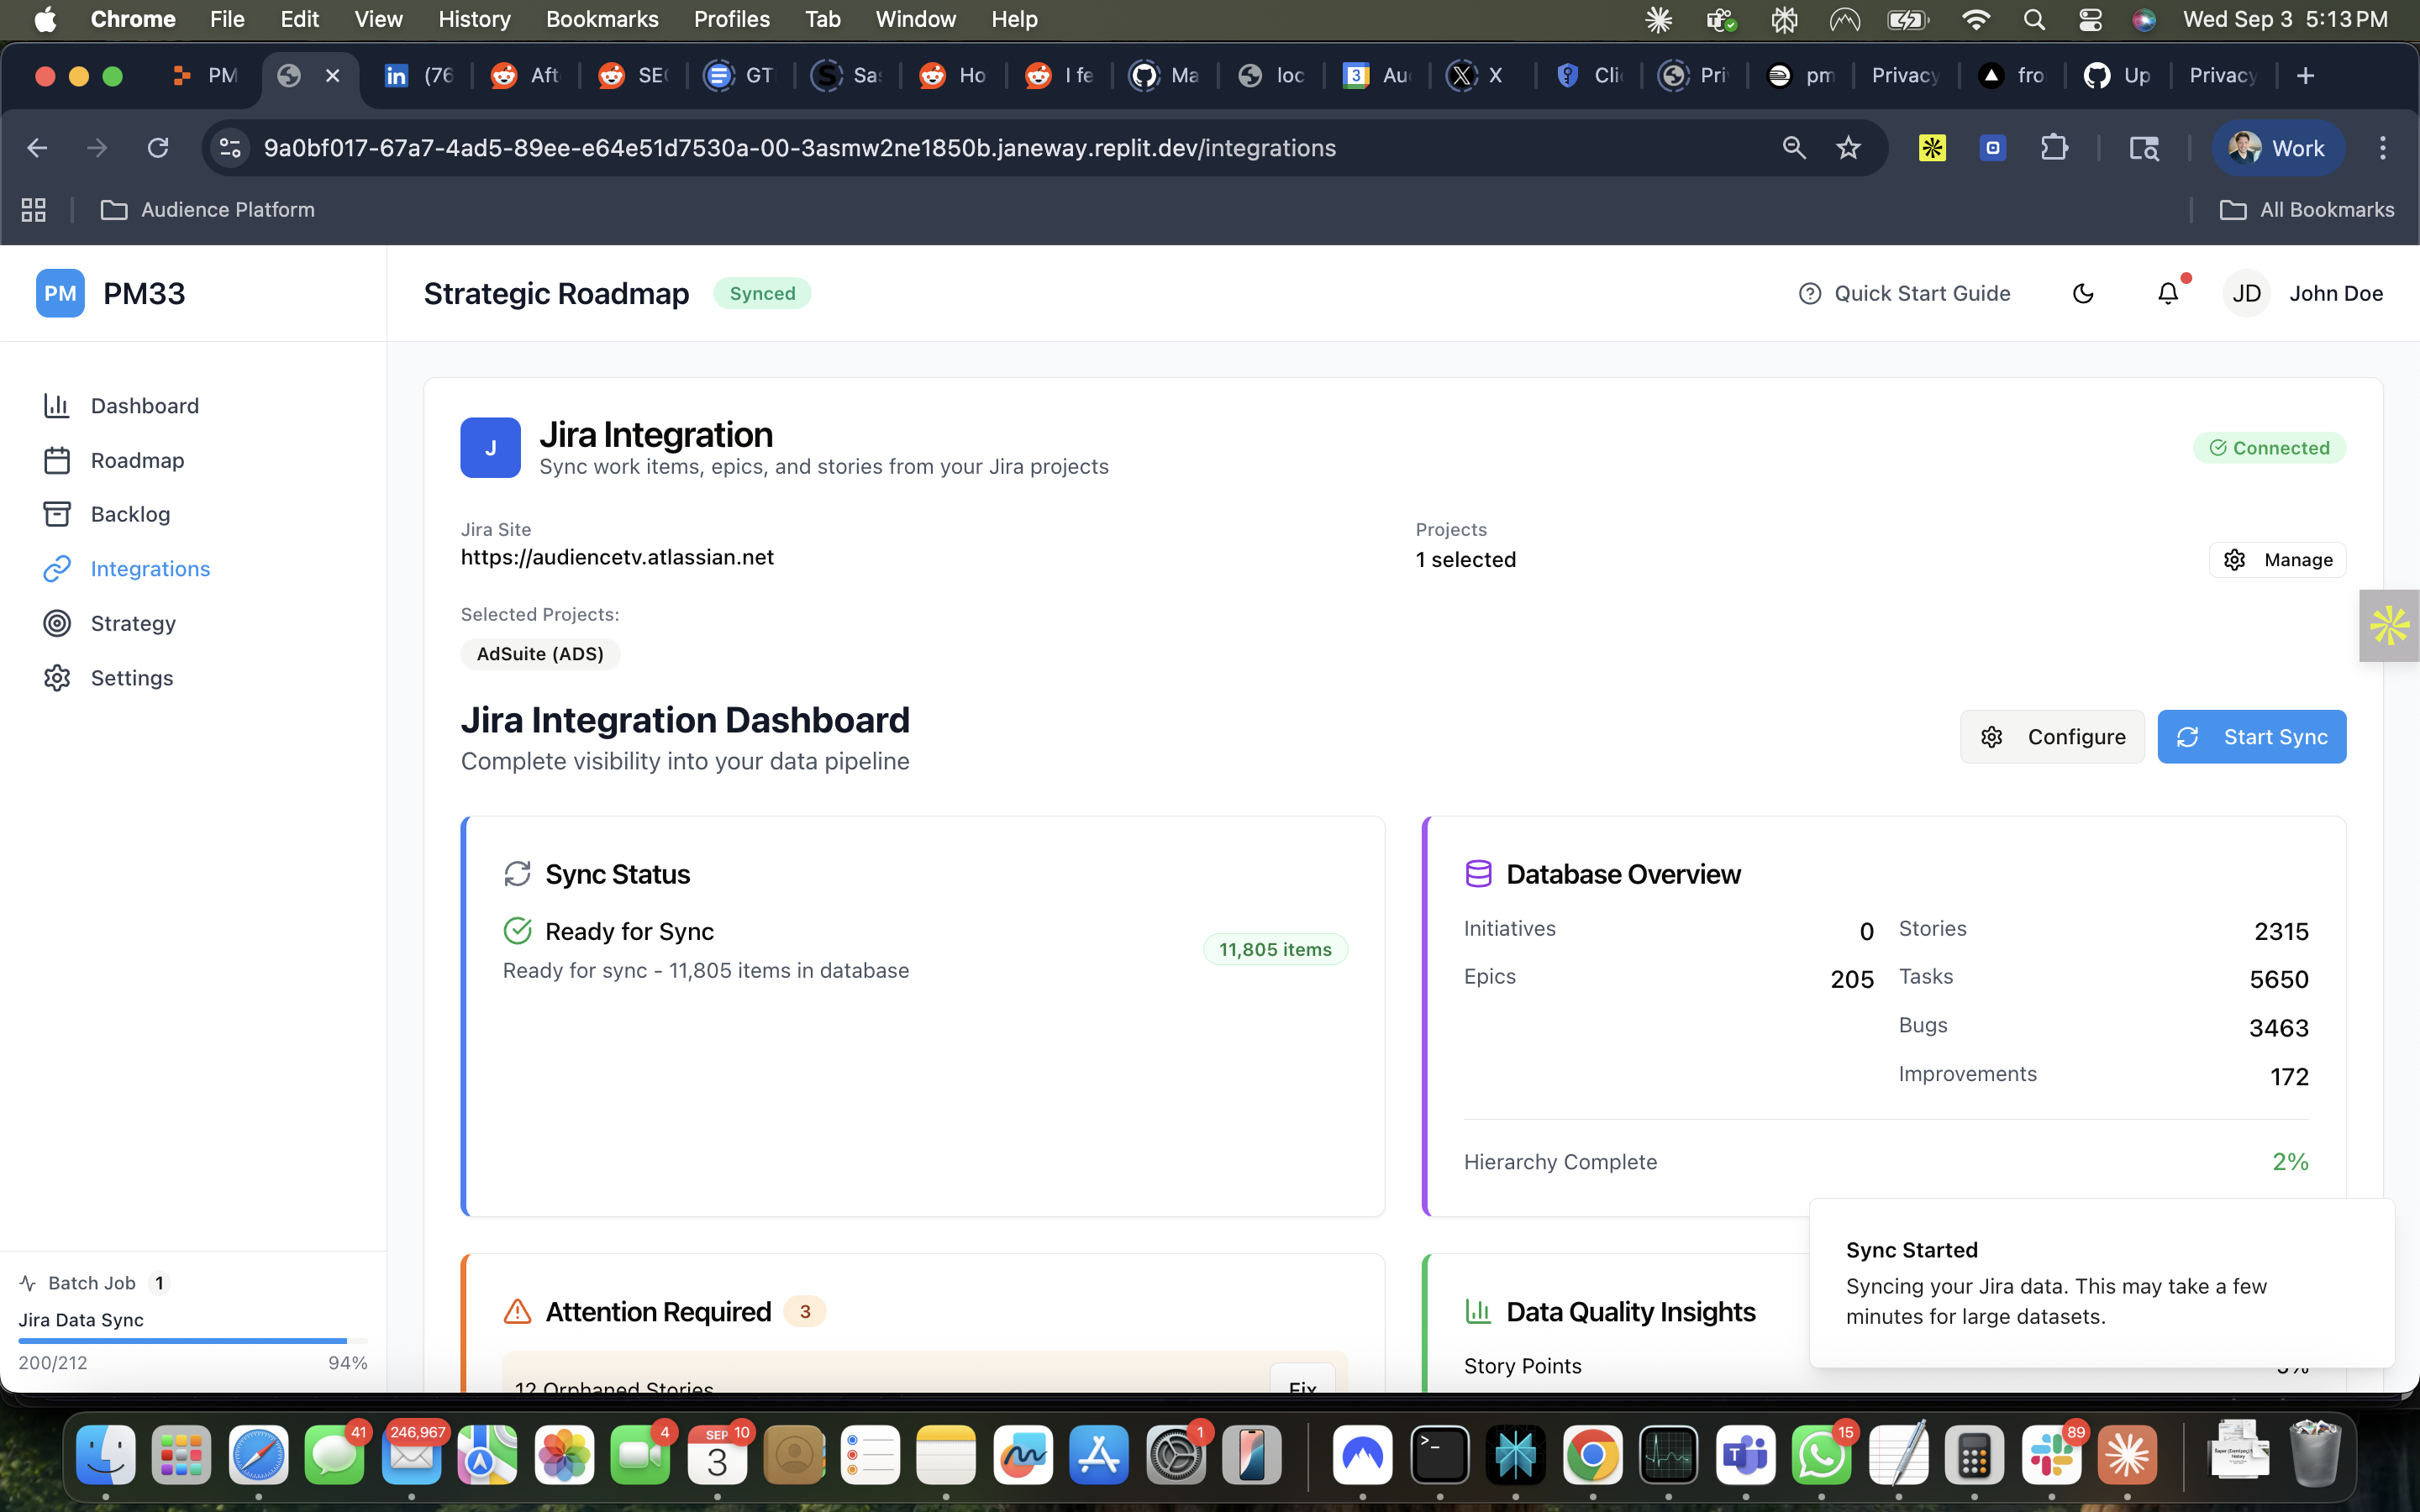 Chrome File Edit View History Bookmarks Profiles Tab Window Help Wed Sep 3 5:13 PM
PM (76 Aft SEC GT Sas Ho I fe Ma loc 3 Au X Cli Pri pm Privacy fro Up Privacy
9a0bf017-67a7-4ad5-89ee-e64e51d7530a-00-3asmw2ne1850b.janeway.replit.dev/integrations Work
Audience Platform All Bookmarks
PM PM33
Strategic Roadmap Synced Quick Start Guide JD John Doe
Dashboard
Roadmap
Backlog
Integrations
Strategy
Settings
Batch Job 1
Jira Data Sync
200/212 94%
J Jira Integration Connected
Sync work items, epics, and stories from your Jira projects
Jira Site
https://audiencetv.atlassian.net
Projects
1 selected
Manage
Selected Projects:
AdSuite (ADS)
Jira Integration Dashboard
Complete visibility into your data pipeline
Configure Start Sync
Sync Status
Ready for Sync
Ready for sync - 11,805 items in database
11,805 items
Database Overview
Initiatives 0 Stories 2315
Epics 205 Tasks 5650
Bugs 3463
Improvements 172
Hierarchy Complete 2%
Attention Required 3
12 Orphaned Stories Fix
Data Quality Insights
Story Points
Sync Started
Syncing your Jira data. This may take a few
minutes for large datasets.
41 246,967 4 SEP 3 10 1 15 89